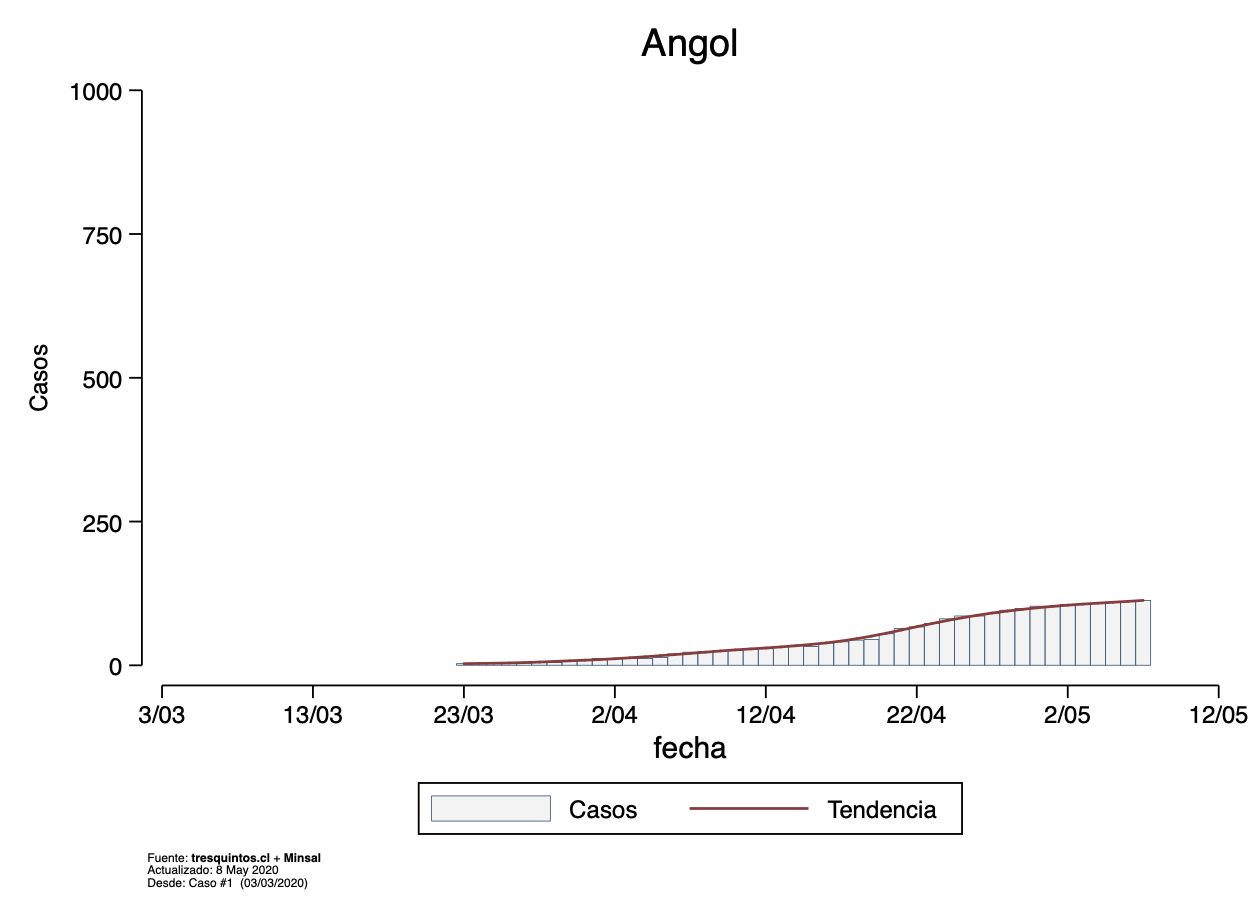 Angol
1000
750
500
250
0
Casos
3/03 13/03 23/03 2/04 12/04 22/04 2/05 12/05
fecha
Casos Tendencia
Fuente: tresquintos.cl + Minsal
Actualizado: 8 May 2020
Desde: Caso #1 (03/03/2020)